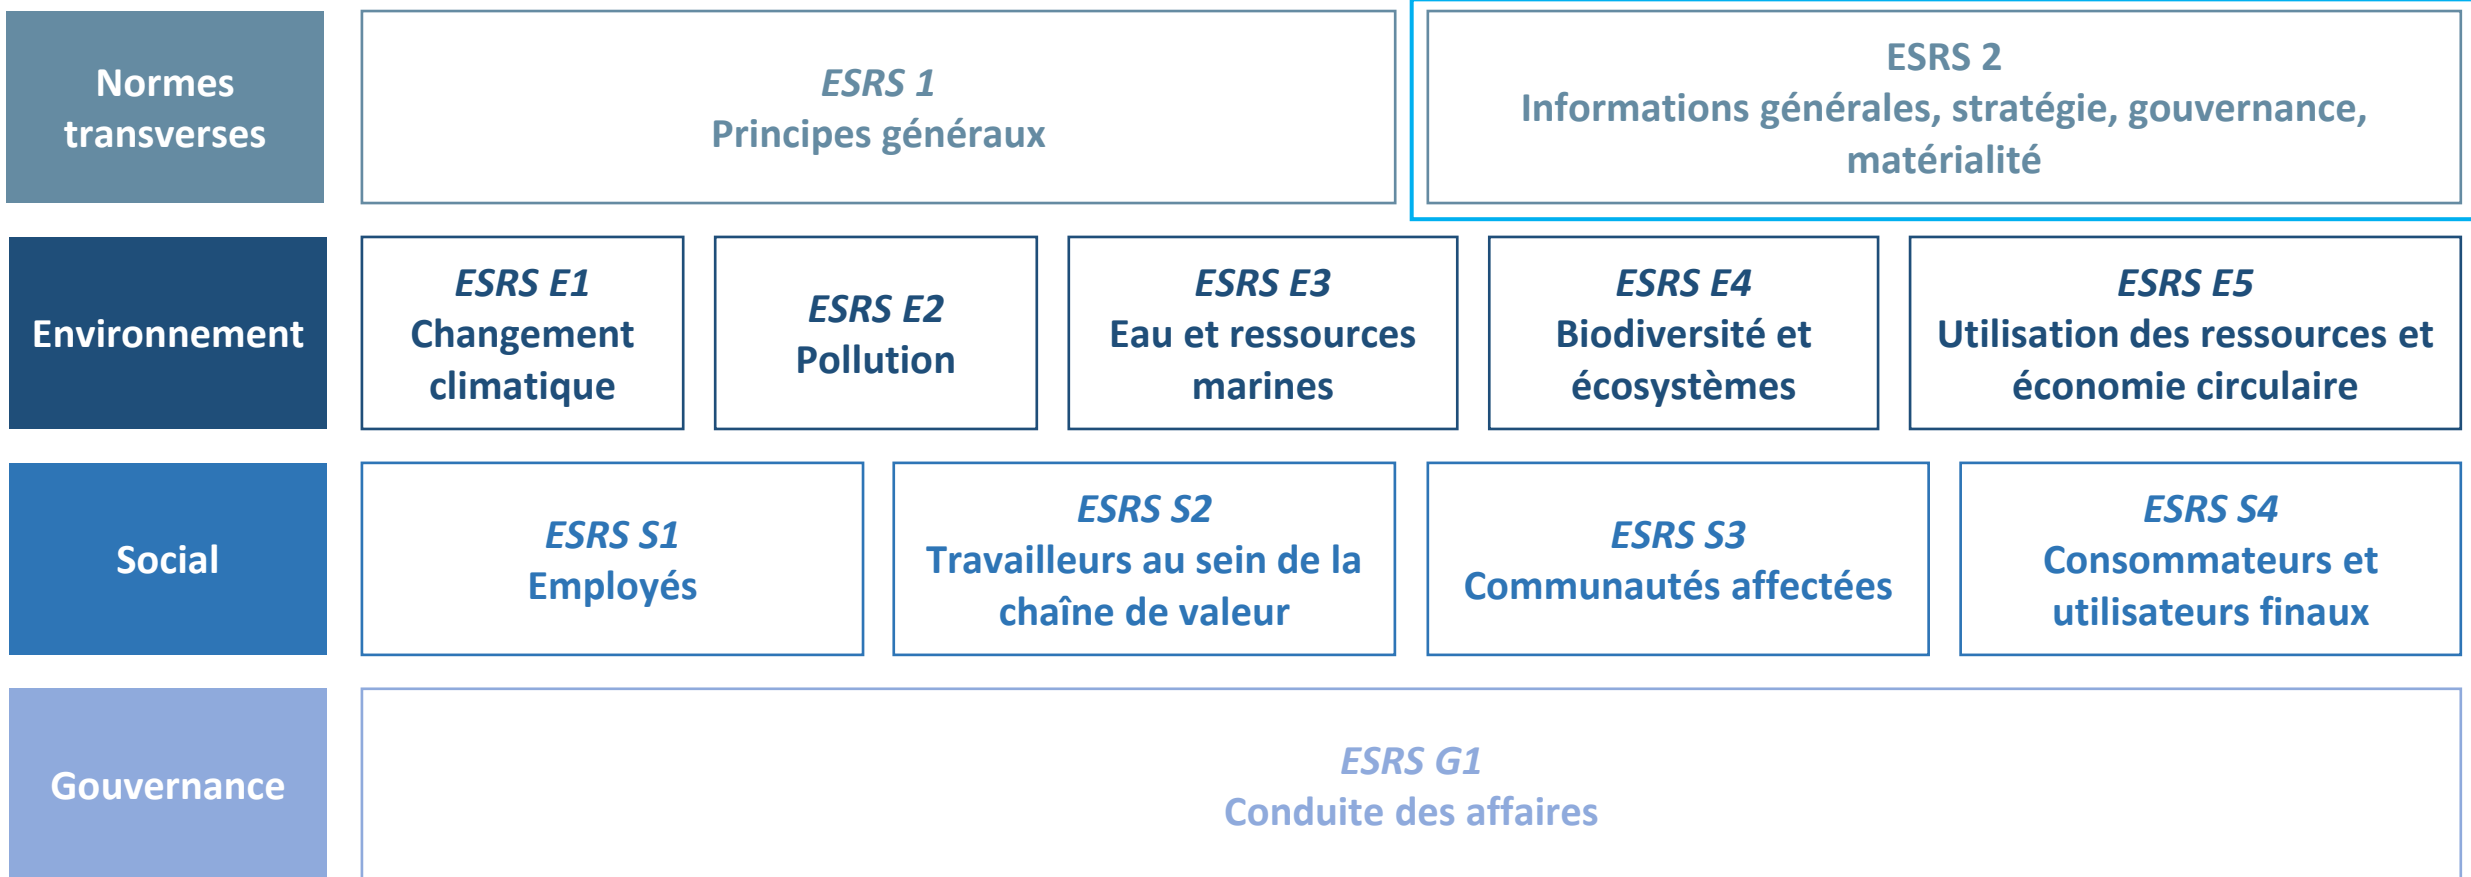 Normes
transverses
ESRS 1
Principes généraux
ESRS 2
Informations générales, stratégie, gouvernance,
matérialité
Environnement
ESRS E1
Changement
climatique
ESRS E2
Pollution
ESRS E3
Eau et ressources
marines
ESRS E4
Biodiversité et
écosystèmes
ESRS E5
Utilisation des ressources et
économie circulaire
Social
ESRS S1
Employés
ESRS S2
Travailleurs au sein de la
chaîne de valeur
ESRS S3
Communautés affectées
ESRS S4
Consommateurs et
utilisateurs finaux
Gouvernance
ESRS G1
Conduite des affaires